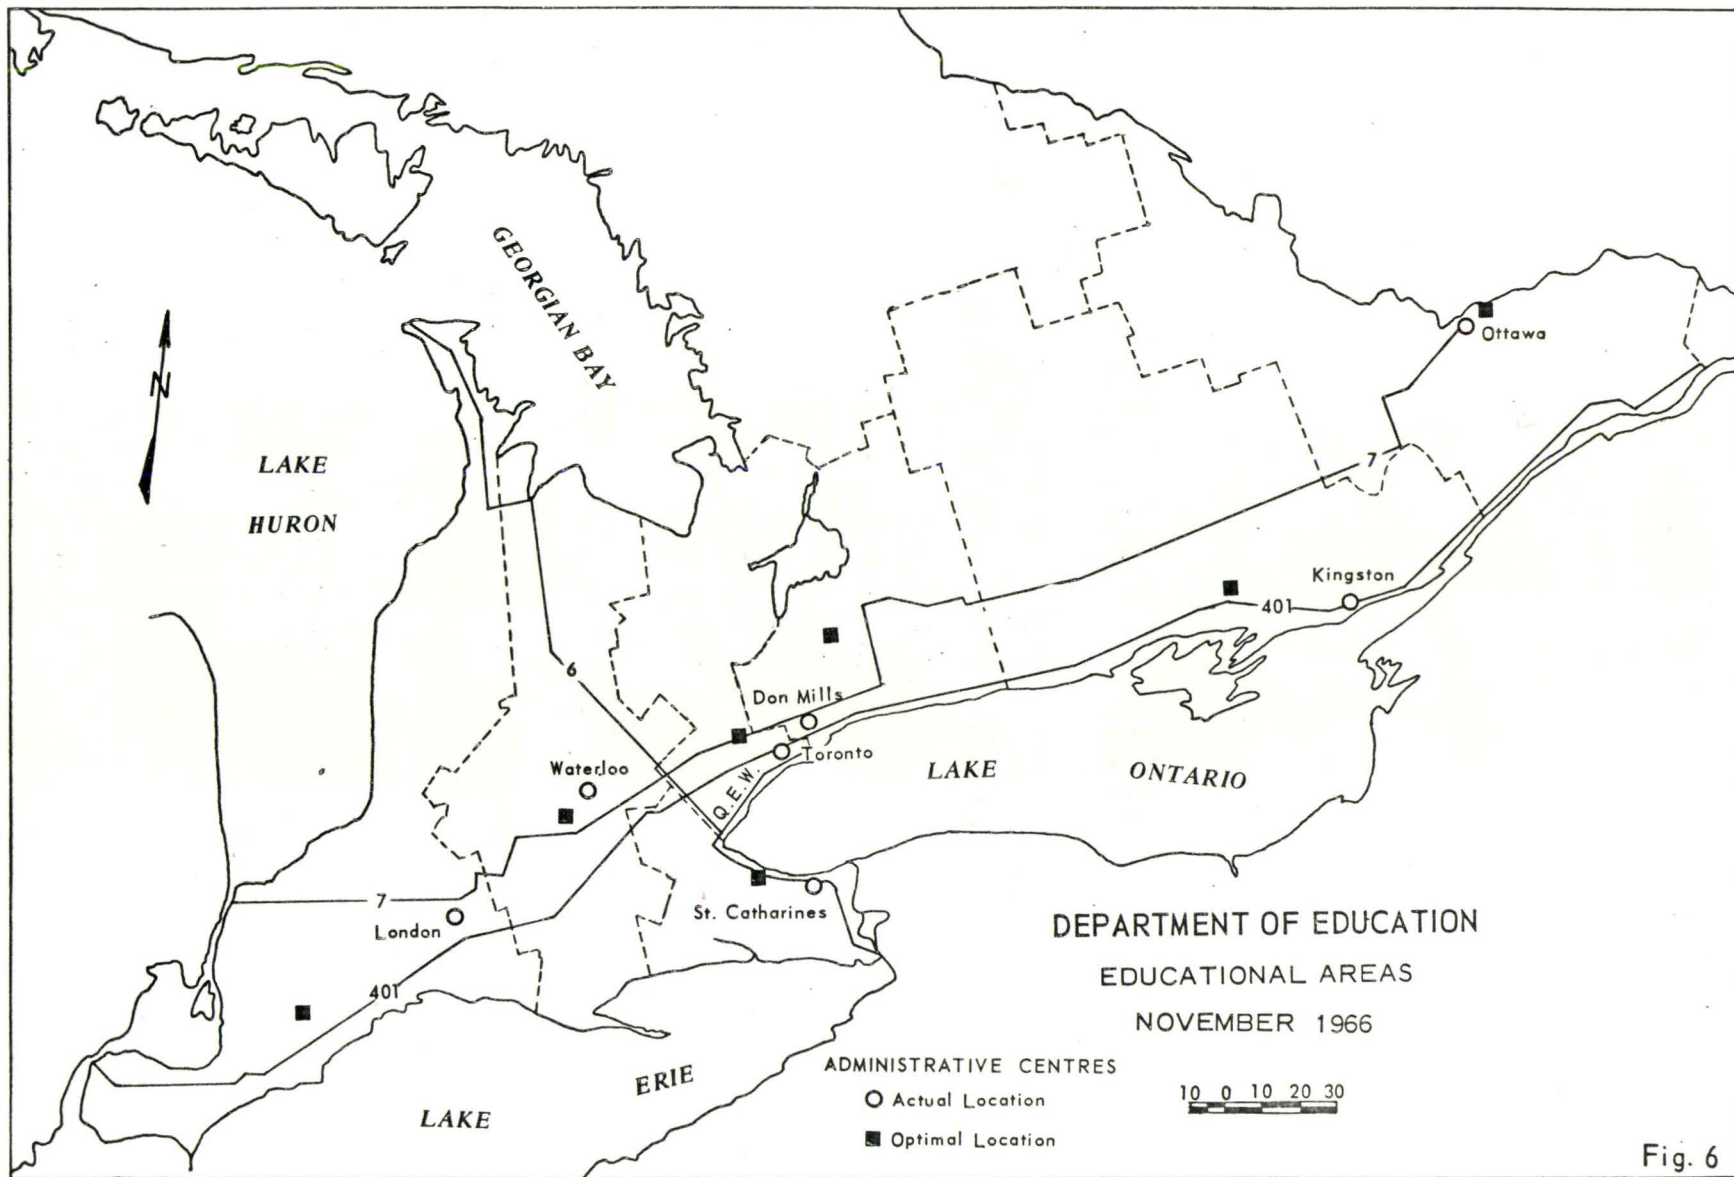 GEORGIAN BAY
N
LAKE
HURON
Ottawa
7
Kingston
401
6
Don Mills
Toronto
Q.E.W.
Waterloo
LAKE ONTARIO
7
London
St. Catharines
401
LAKE ERIE
DEPARTMENT OF EDUCATION
EDUCATIONAL AREAS
NOVEMBER 1966
ADMINISTRATIVE CENTRES
Actual Location
Optimal Location
10 0 10 20 30
Fig. 6